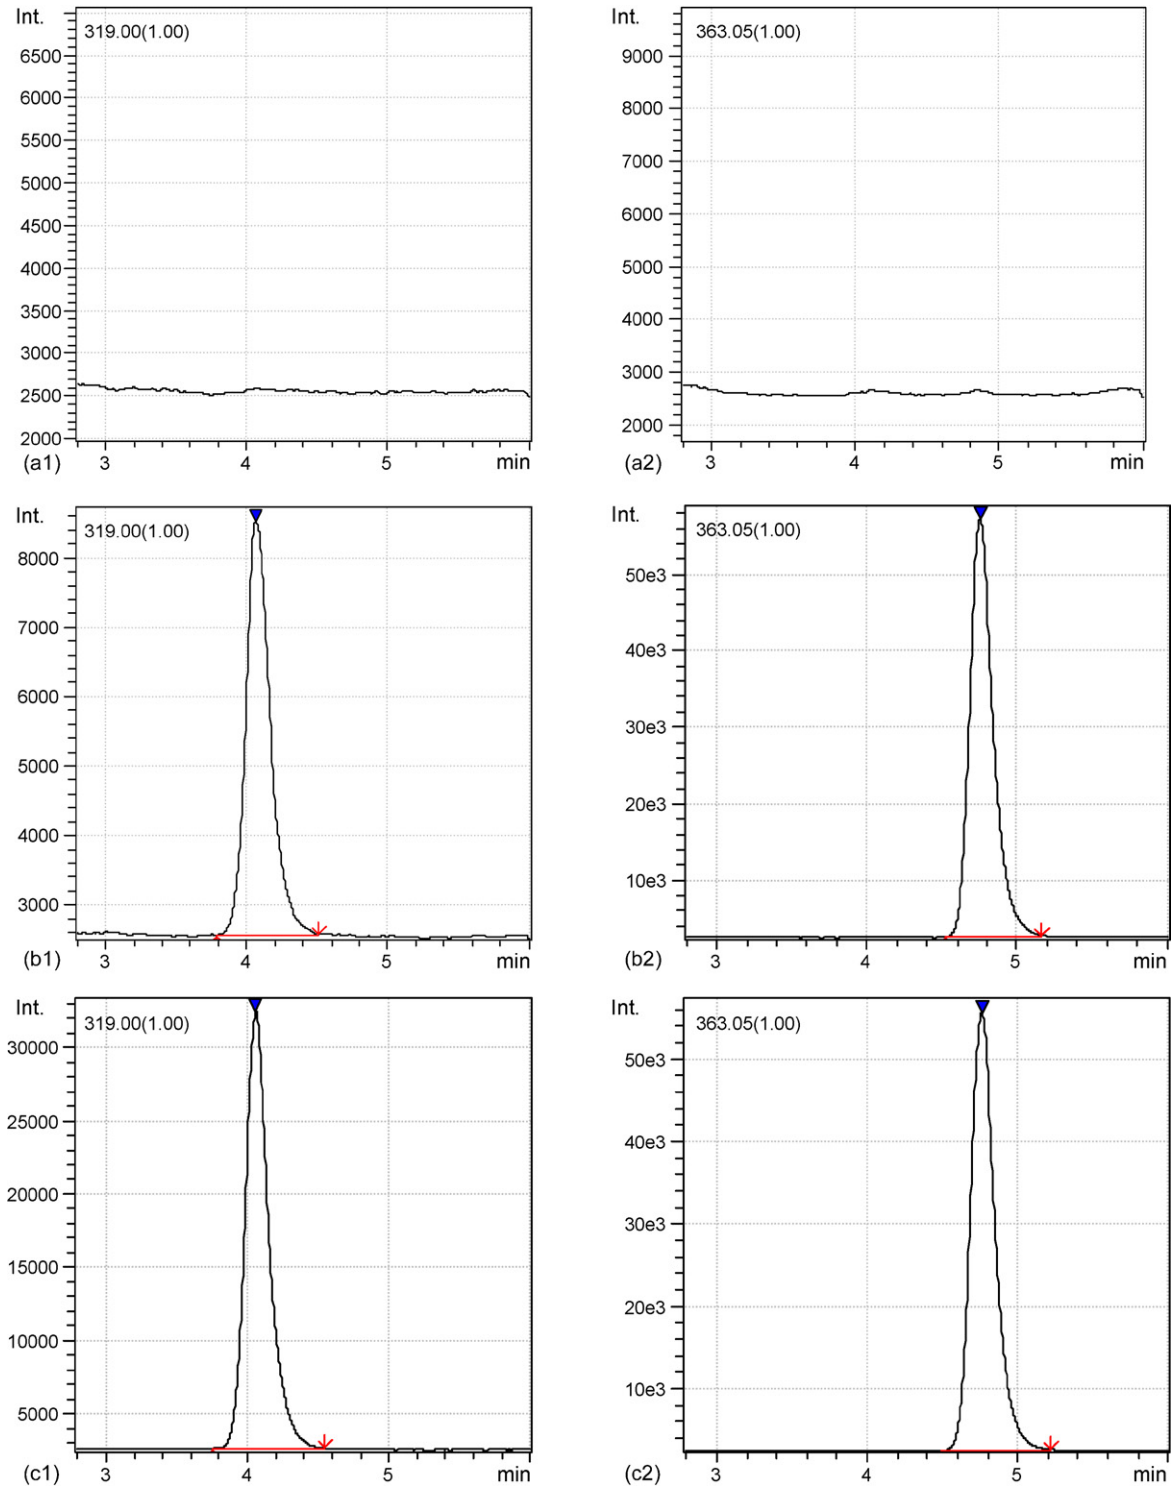 Int.
319.00(1.00)
6500
6000
5500
5000
4500
4000
3500
3000
2500
2000
3 4 5 min
(a1)
Int.
363.05(1.00)
9000
8000
7000
6000
5000
4000
3000
2000
3 4 5 min
(a2)
Int.
319.00(1.00)
8000
7000
6000
5000
4000
3000
3 4 5 min
(b1)
Int.
363.05(1.00)
50e3
40e3
30e3
20e3
10e3
3 4 5 min
(b2)
Int.
319.00(1.00)
30000
25000
20000
15000
10000
5000
3 4 5 min
(c1)
Int.
363.05(1.00)
50e3
40e3
30e3
20e3
10e3
3 4 5 min
(c2)